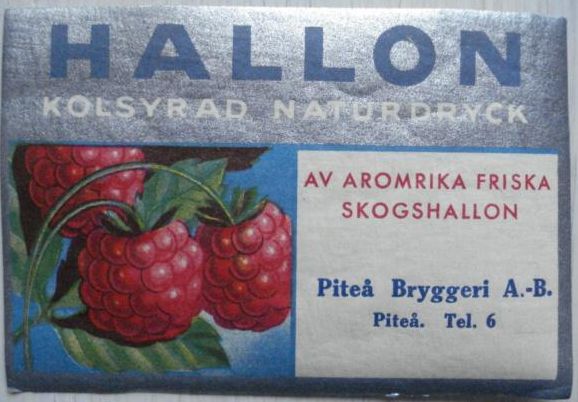 HALLON
KOLSYRAD NATURDRYCK
AV AROMRIKA FRISKA
SKOGSHALLON
Piteå Bryggeri A.-B.
Piteå. Tel. 6